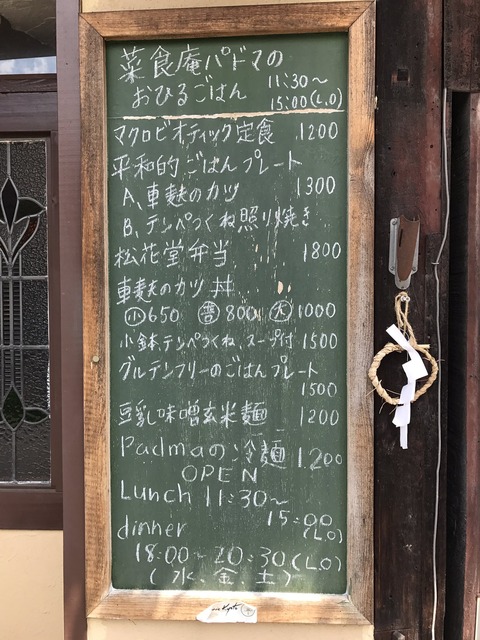 菜食庵パドマの
おひるごはん 11:30〜
15:00(L.O)
マクロビオティック定食 1200
平和的ごはんプレート
A、車麩のカツ 1300
B、テンペつくね照り焼き
松花堂弁当 1800
車麩のカツ丼
小650 普800 大1000
小鉢テンペつくね、スープ付 1500
グルテンフリーのごはんプレート
1500
豆乳味噌玄米麺 1200
Padmaの冷麺 1200
OPEN
Lunch 11:30〜
15:00
(LO)
dinner
18:00〜20:30(LO)
(水、金、土)